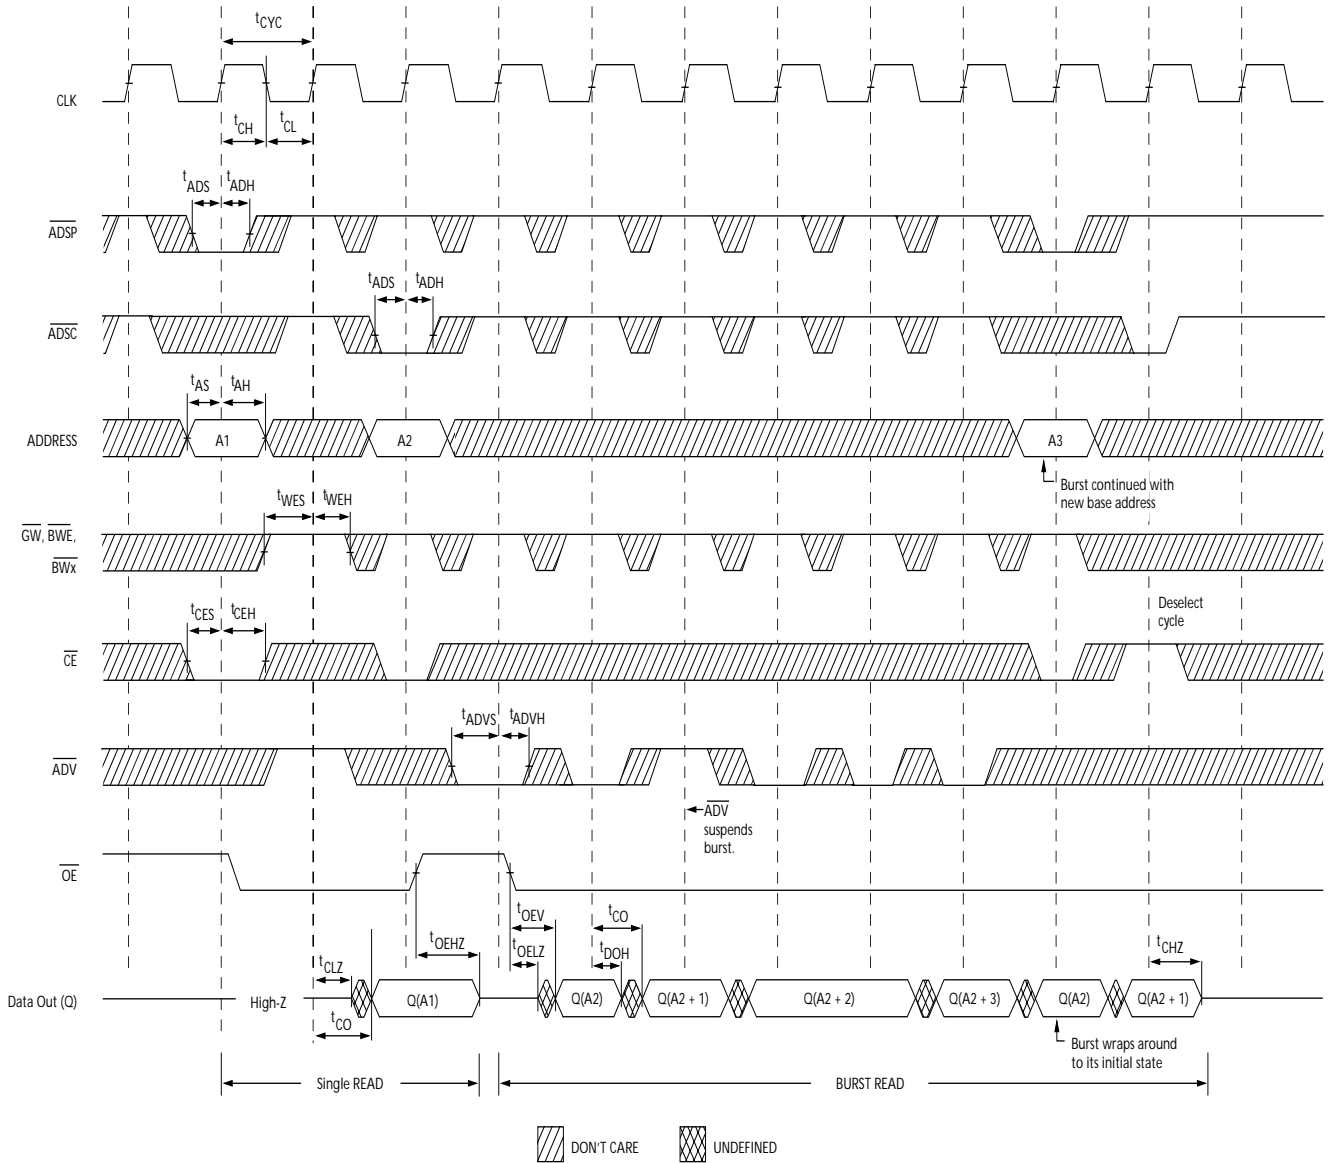 tCYC
CLK
tCH
tCL
tADS
tADH
ADSP
tADS
tADH
ADSC
tAS
tAH
ADDRESS
A1
A2
A3
Burst continued with
new base address
tWES
tWEH
GW, BWE,
BWx
Deselect
cycle
tCES
tCEH
CE
tADVS
tADVH
ADV
ADV
suspends
burst.
OE
tOEV
tCO
tOEHZ
tOELZ
tDOH
tCHZ
tCLZ
Data Out (Q)
High-Z
Q(A1)
Q(A2)
Q(A2 + 1)
Q(A2 + 2)
Q(A2 + 3)
Q(A2)
Q(A2 + 1)
tCO
Burst wraps around
to its initial state
Single READ
BURST READ
DON'T CARE
UNDEFINED